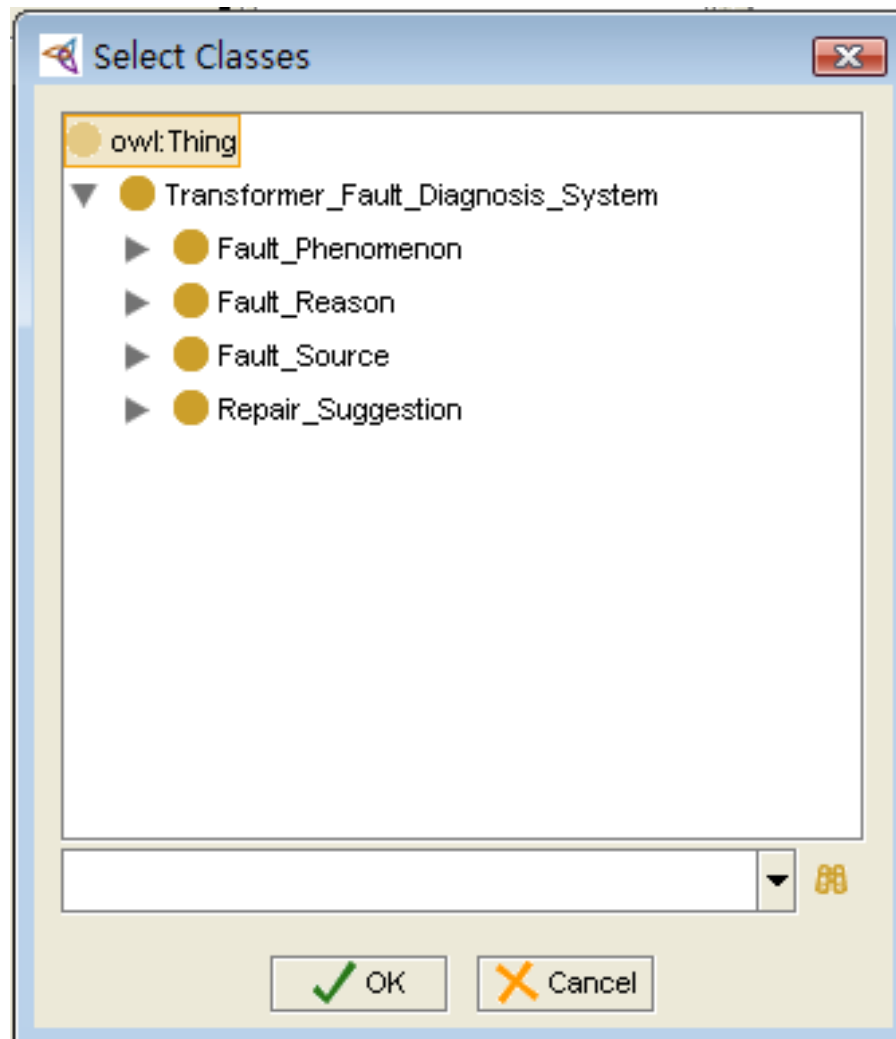 Select Classes
owl:Thing
Transformer_Fault_Diagnosis_System
Fault_Phenomenon
Fault_Reason
Fault_Source
Repair_Suggestion
OK Cancel